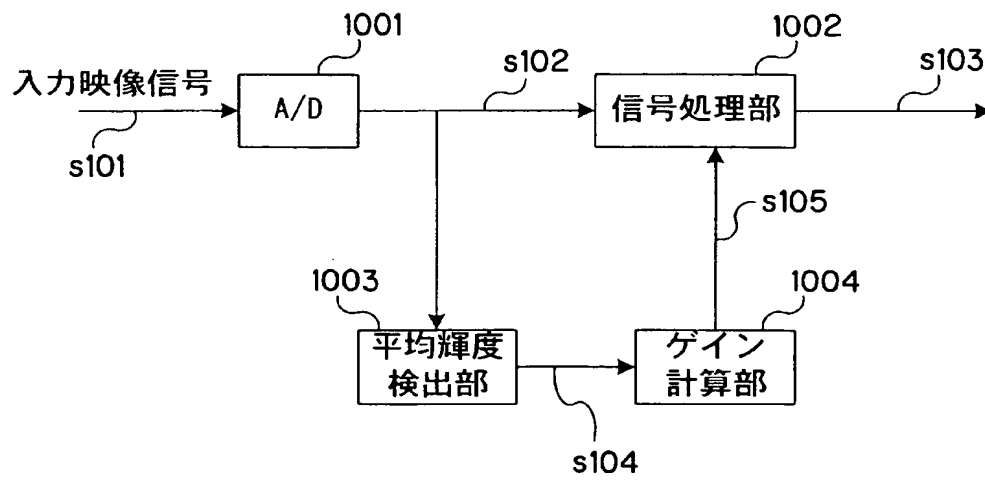 1001
1002
s102
s103
入力映像信号
A/D
信号処理部
s101
s105
1003
1004
平均輝度
検出部
ゲイン
計算部
s104